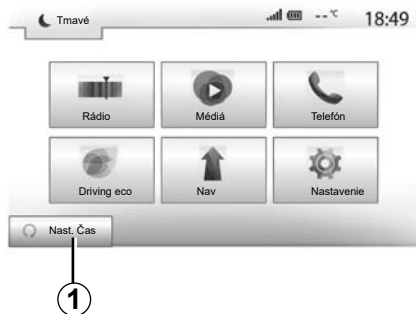 Tmavé
--°C 18:49
Rádio Médiá Telefón
Driving eco Nav Nastavenie
Nast. Čas
1